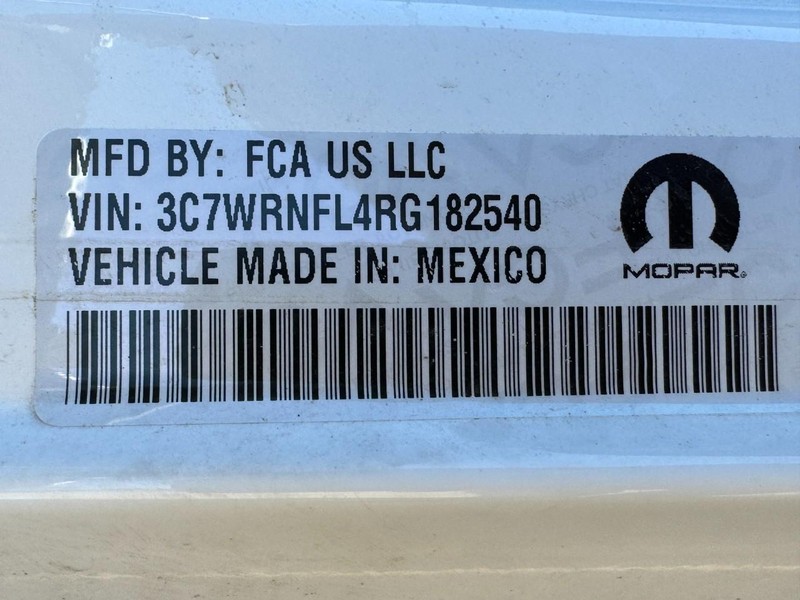 MFD BY: FCA US LLC
VIN: 3C7WRNFL4RG182540
VEHICLE MADE IN: MEXICO
MOPAR